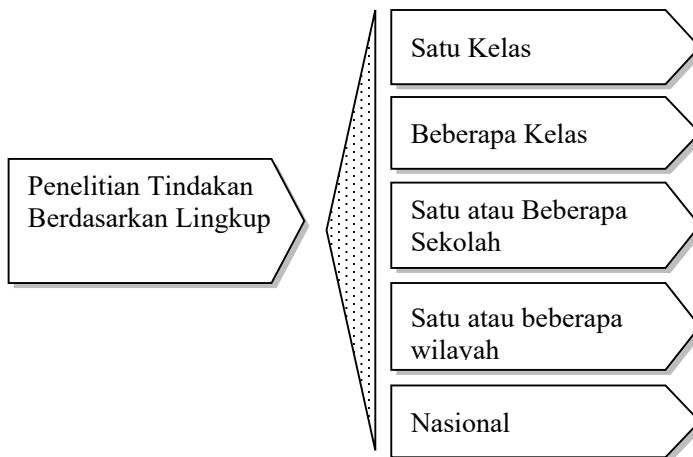 Satu Kelas
Beberapa Kelas
Penelitian Tindakan
Berdasarkan Lingkup
Satu atau Beberapa
Sekolah
Satu atau beberapa
wilayah
Nasional